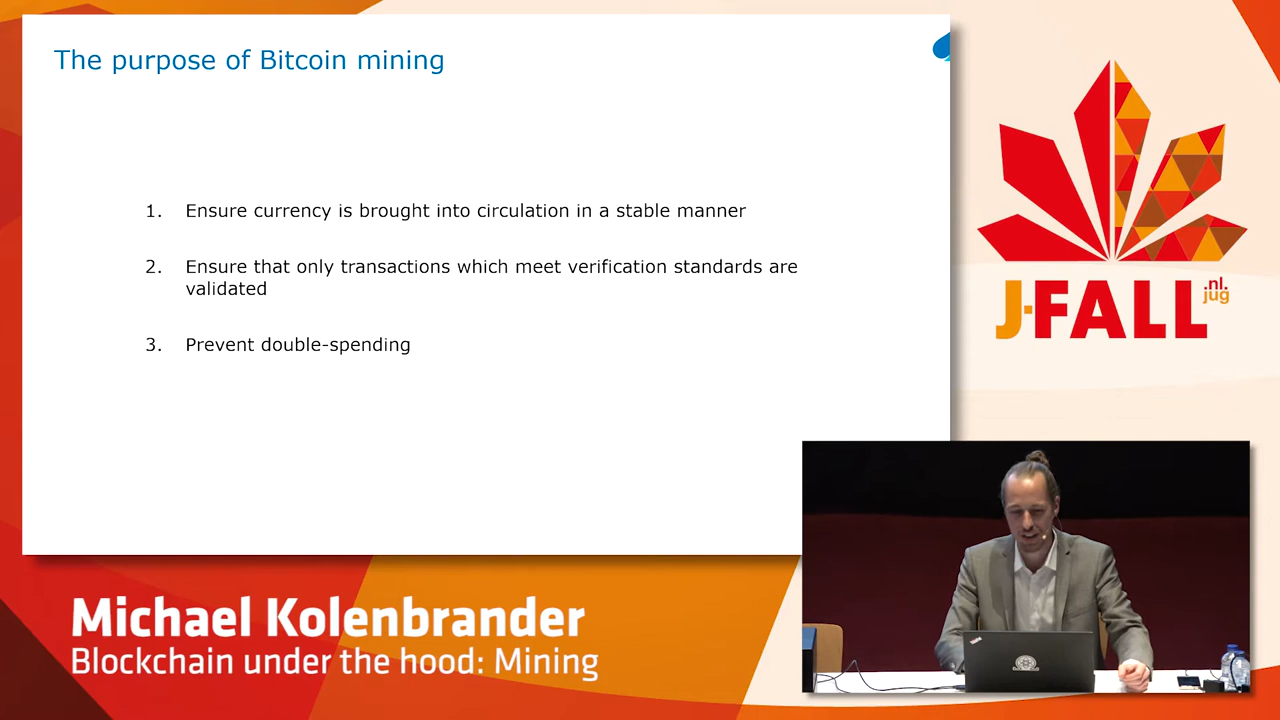 The purpose of Bitcoin mining
1. Ensure currency is brought into circulation in a stable manner
2. Ensure that only transactions which meet verification standards are
validated
3. Prevent double-spending
J-FALL
.nl.
jug
Michael Kolenbrander
Blockchain under the hood: Mining